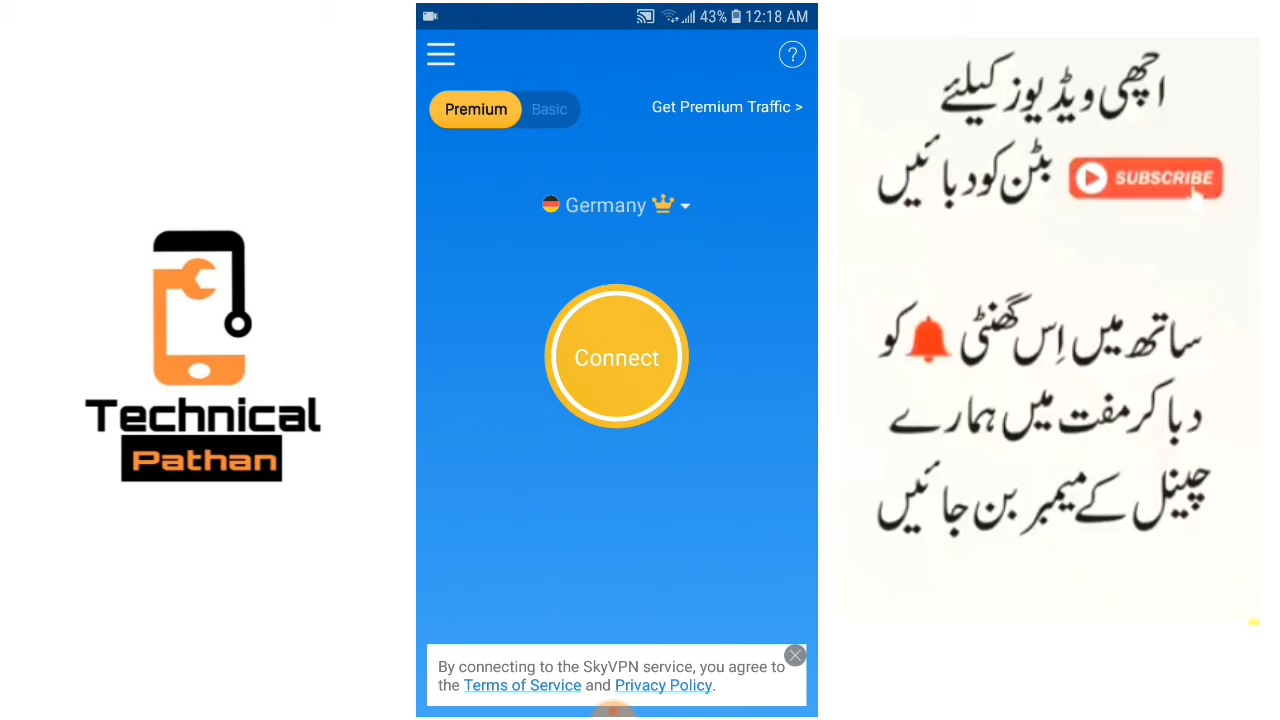 Technical
Pathan
43% 12:18 AM
?
Premium Basic
Get Premium Traffic >
Germany
Connect
By connecting to the SkyVPN service, you agree to
the Terms of Service and Privacy Policy.
اچھی ویڈیوز کیلئے
بٹن کو دبائیں SUBSCRIBE
ساتھ میں اِس گھنٹی کو
دبا کر مفت میں ہمارے
چینل کے میمبر بن جائیں